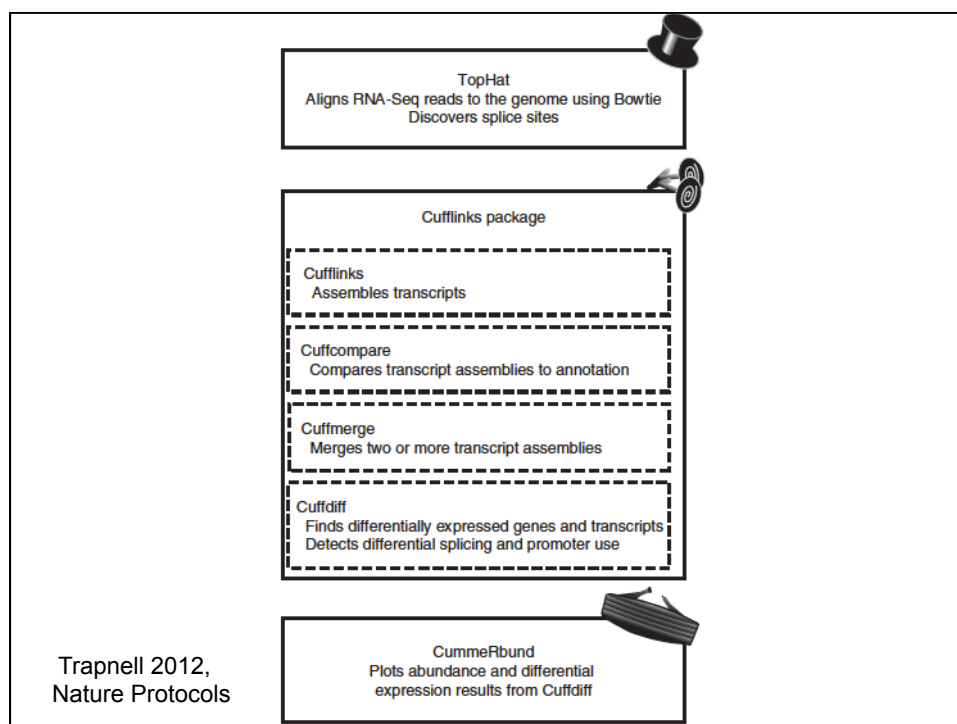 TopHat
Aligns RNA-Seq reads to the genome using Bowtie
Discovers splice sites
Cufflinks package
Cufflinks
Assembles transcripts
Cuffcompare
Compares transcript assemblies to annotation
Cuffmerge
Merges two or more transcript assemblies
Cuffdiff
Finds differentially expressed genes and transcripts
Detects differential splicing and promoter use
CummeRbund
Plots abundance and differential
expression results from Cuffdiff
Trapnell 2012,
Nature Protocols